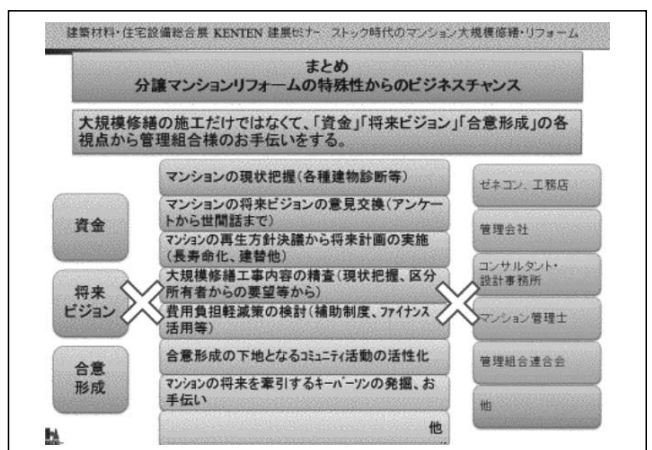 建築材料・住宅設備総合展 KENTEN 建展セミナー　ストック時代のマンション大規模修繕・リフォーム
まとめ
分譲マンションリフォームの特殊性からのビジネスチャンス
大規模修繕の施工だけではなくて、「資金」「将来ビジョン」「合意形成」の各
視点から管理組合様のお手伝いをする。
資金
将来
ビジョン
合意
形成
マンションの現状把握(各種建物診断等)
マンションの将来ビジョンの意見交換(アンケー
トから世間話まで)
マンションの再生方針決議から将来計画の実施
(長寿命化、建替他)
大規模修繕工事内容の精査(現状把握、区分
所有者からの要望等から)
費用負担軽減策の検討(補助制度、ファイナンス
活用等)
合意形成の下地となるコミュニティ活動の活性化
マンションの将来を牽引するキーパーソンの発掘、お
手伝い
他
ゼネコン、工務店
管理会社
コンサルタント・
設計事務所
マンション管理士
管理組合連合会
他